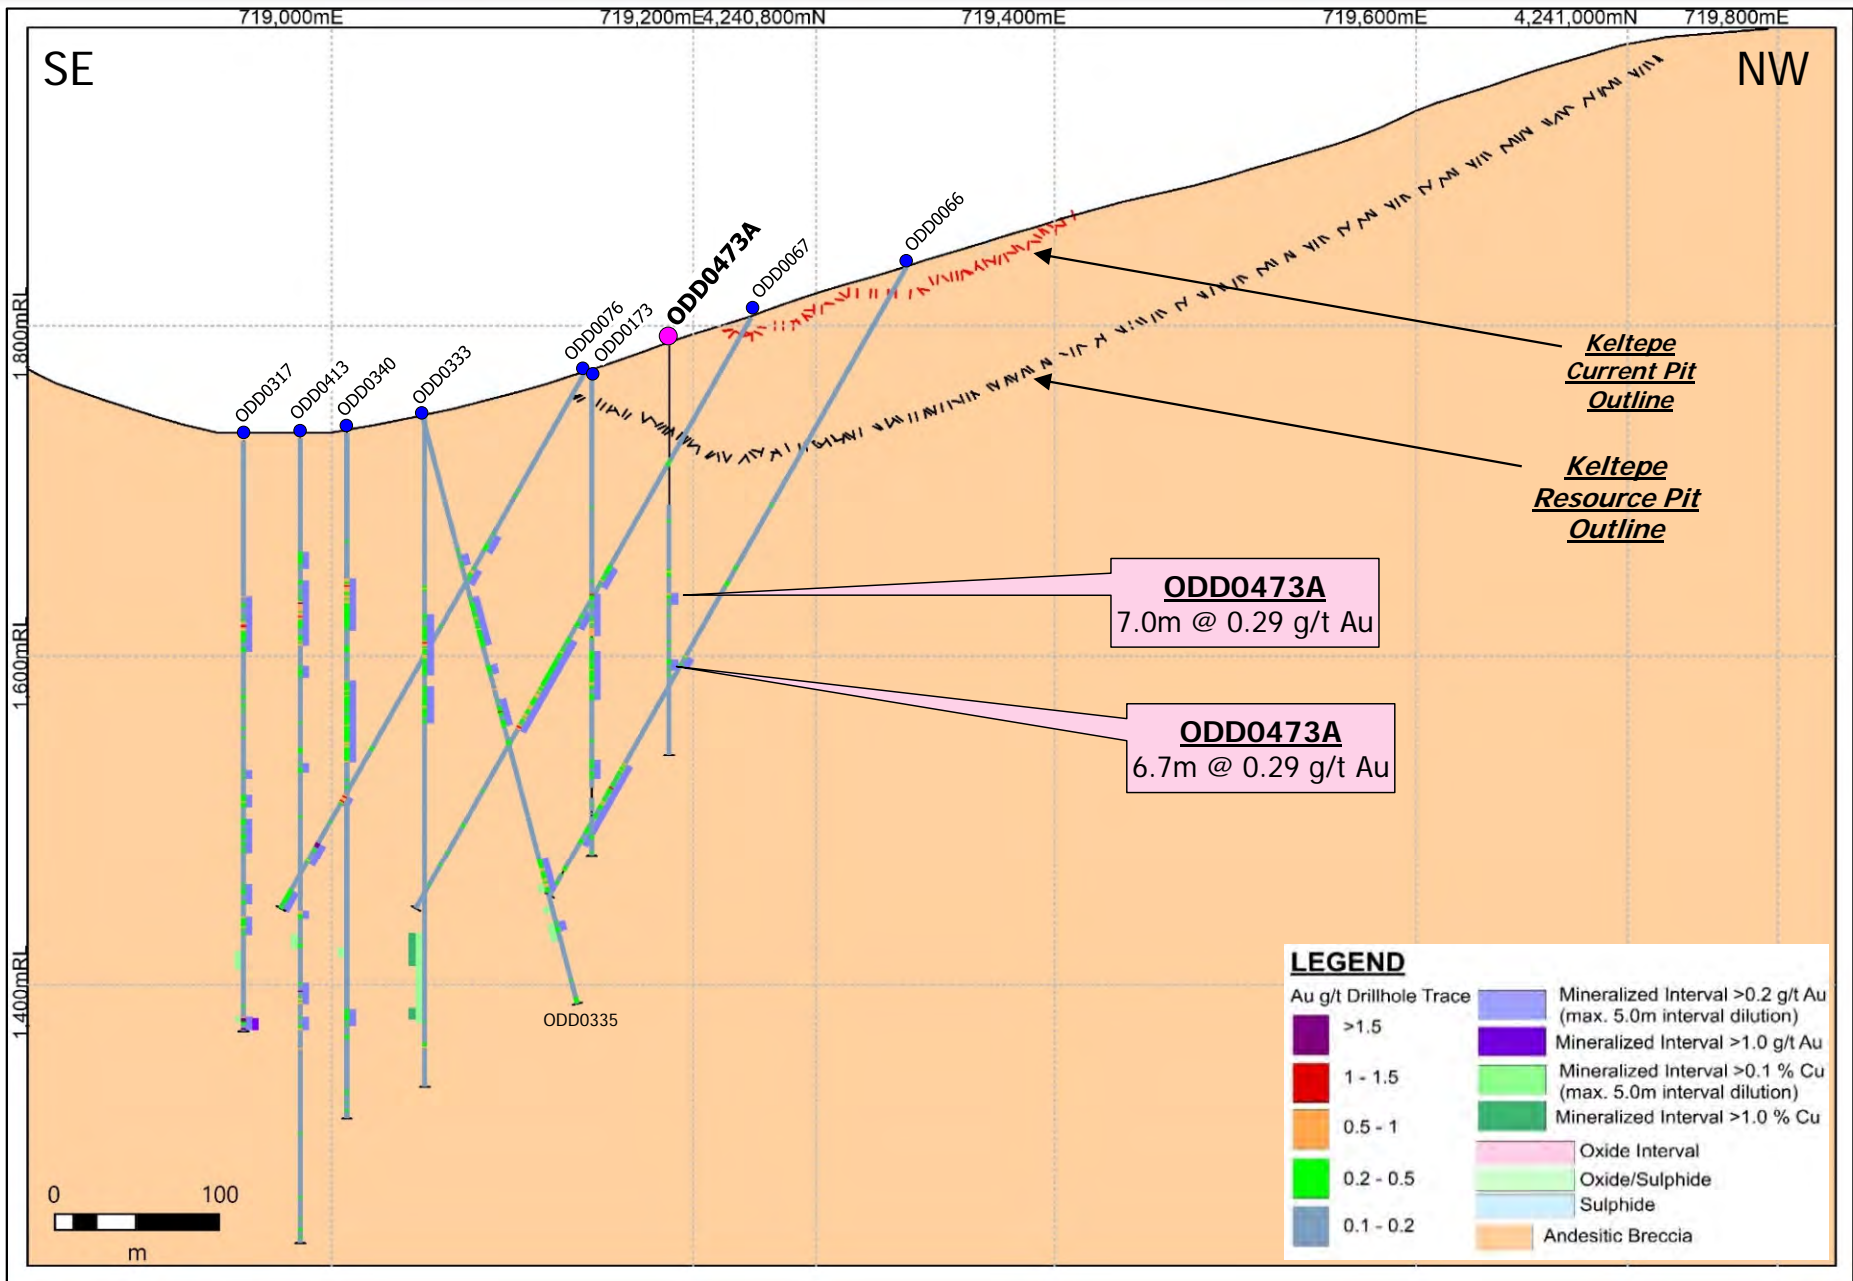 719,000mE 719,200mE 4,240,800mN 719,400mE 719,600mE 4,241,000mN 719,800mE
SE
NW
1,800mRL
1,600mRL
1,400mRL
ODD0317
ODD0413
ODD0340
ODD0333
ODD0076
ODD0173
ODD0473A
ODD0067
ODD0066
Keltepe
Current Pit
Outline
Keltepe
Resource Pit
Outline
ODD0473A
7.0m @ 0.29 g/t Au
ODD0473A
6.7m @ 0.29 g/t Au
ODD0335
0 100
m
LEGEND
Au g/t Drillhole Trace
>1.5
1 - 1.5
0.5 - 1
0.2 - 0.5
0.1 - 0.2
Mineralized Interval >0.2 g/t Au
(max. 5.0m interval dilution)
Mineralized Interval >1.0 g/t Au
Mineralized Interval >0.1 % Cu
(max. 5.0m interval dilution)
Mineralized Interval >1.0 % Cu
Oxide Interval
Oxide/Sulphide
Sulphide
Andesitic Breccia